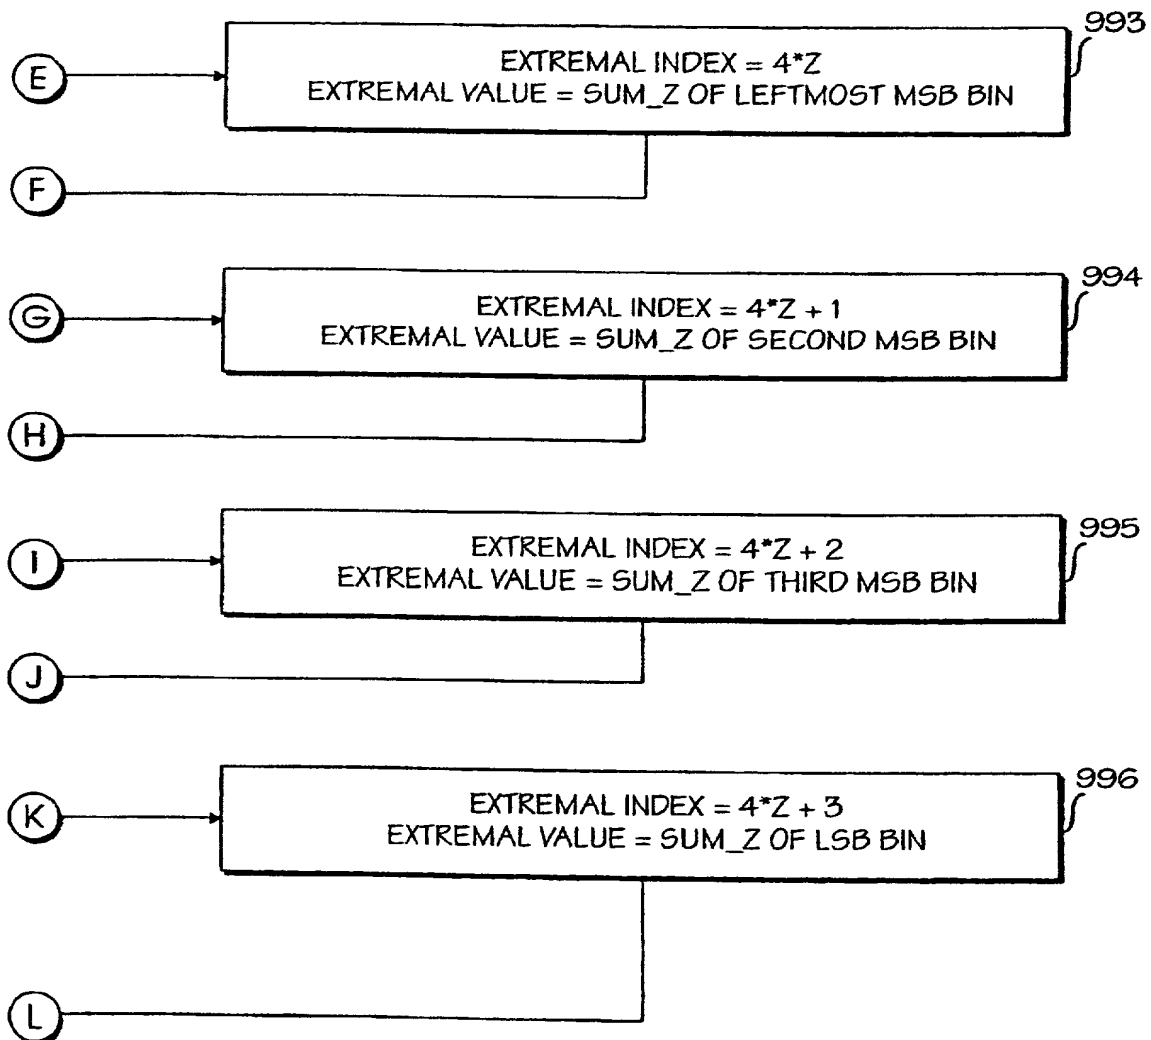 993
E
EXTREMAL INDEX = 4*Z
EXTREMAL VALUE = SUM_Z OF LEFTMOST MSB BIN
F
994
G
EXTREMAL INDEX = 4*Z + 1
EXTREMAL VALUE = SUM_Z OF SECOND MSB BIN
H
995
I
EXTREMAL INDEX = 4*Z + 2
EXTREMAL VALUE = SUM_Z OF THIRD MSB BIN
J
996
K
EXTREMAL INDEX = 4*Z + 3
EXTREMAL VALUE = SUM_Z OF LSB BIN
L